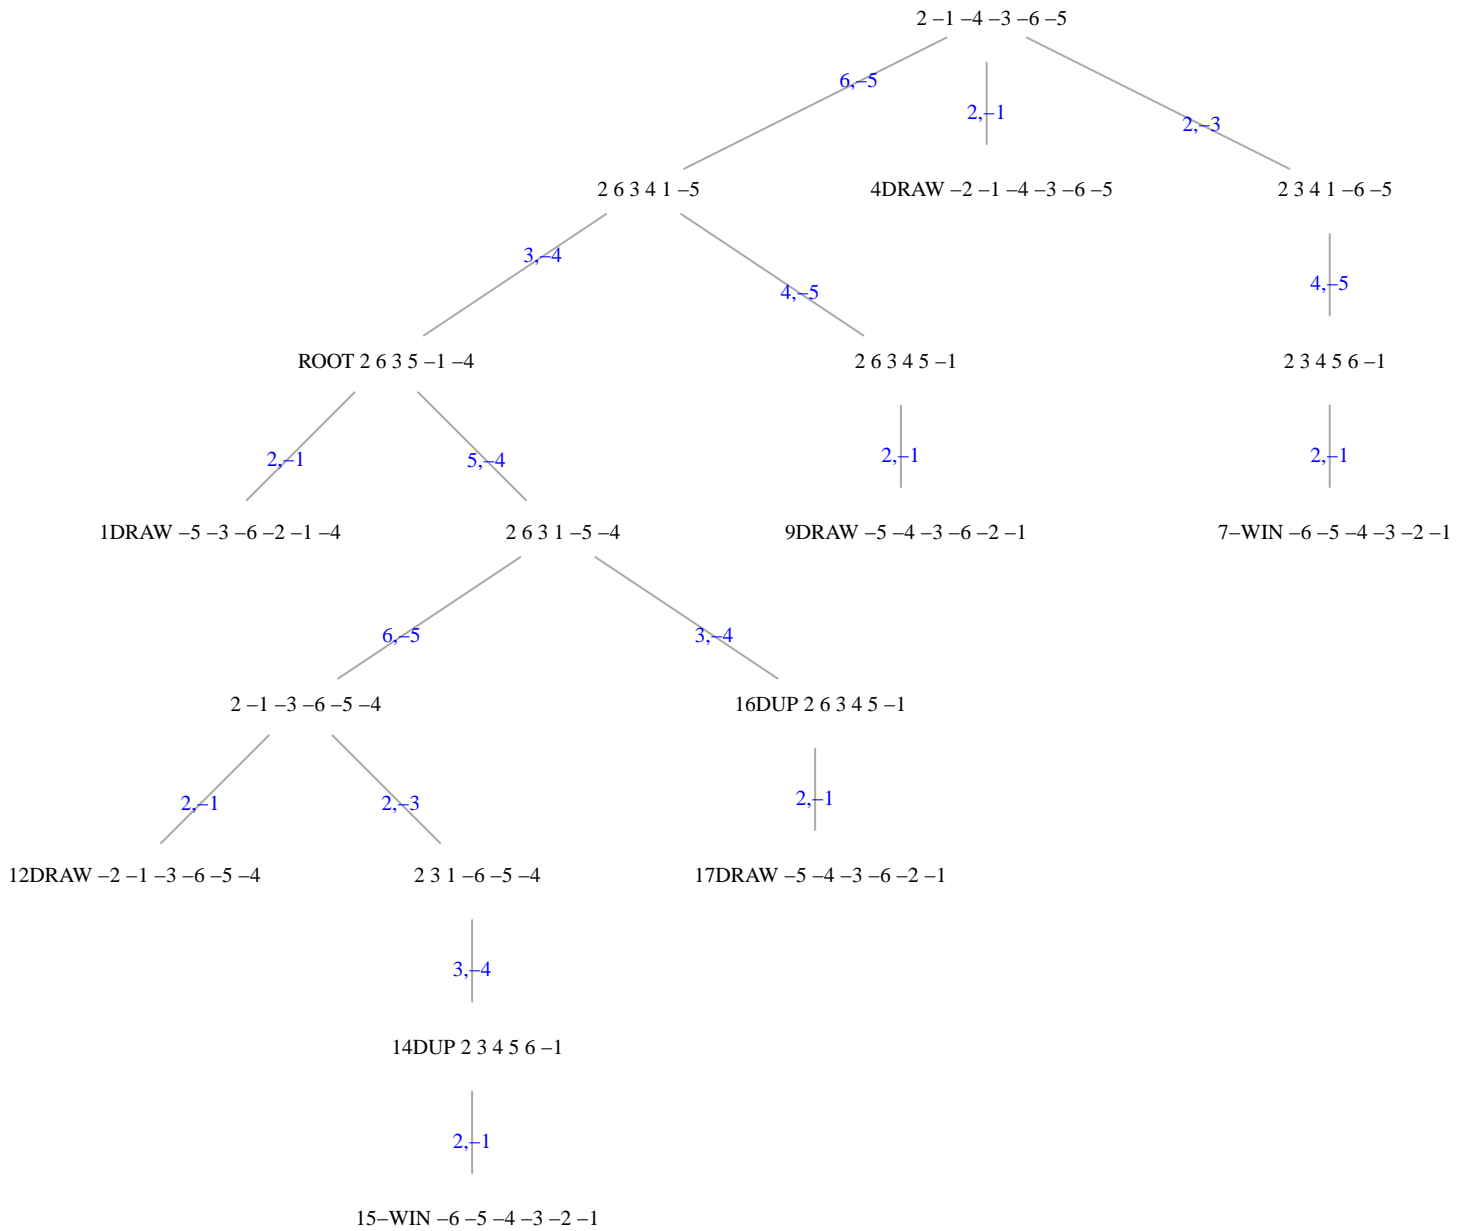 2 –1 –4 –3 –6 –5
6,–5
2,–1
2,–3
2 6 3 4 1 –5
4DRAW –2 –1 –4 –3 –6 –5
2 3 4 1 –6 –5
3,–4
4,–5
4,–5
ROOT 2 6 3 5 –1 –4
2 6 3 4 5 –1
2 3 4 5 6 –1
2,–1
5,–4
2,–1
2,–1
1DRAW –5 –3 –6 –2 –1 –4
2 6 3 1 –5 –4
9DRAW –5 –4 –3 –6 –2 –1
7–WIN –6 –5 –4 –3 –2 –1
6,–5
3,–4
2 –1 –3 –6 –5 –4
16DUP 2 6 3 4 5 –1
2,–1
2,–3
2,–1
12DRAW –2 –1 –3 –6 –5 –4
2 3 1 –6 –5 –4
17DRAW –5 –4 –3 –6 –2 –1
3,–4
14DUP 2 3 4 5 6 –1
2,–1
15–WIN –6 –5 –4 –3 –2 –1